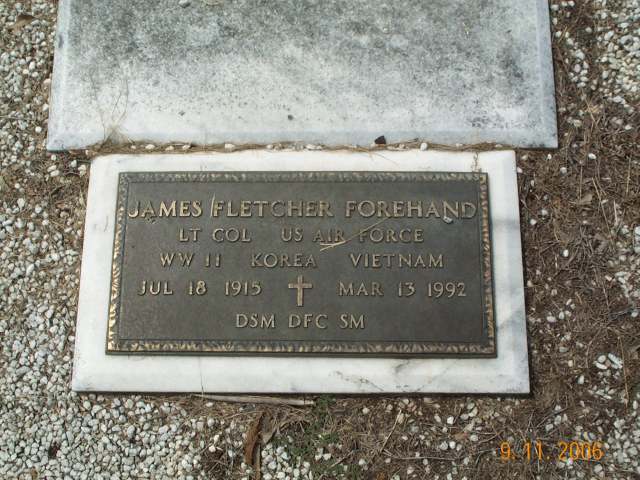 JAMES FLETCHER FOREHAND
LT COL US AIR FORCE
WW II KOREA VIETNAM
JUL 18 1915 MAR 13 1992
DSM DFC SM
9.11.2006